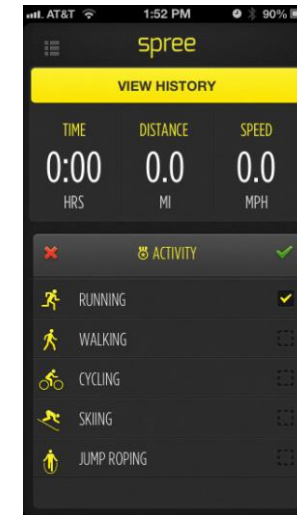 AT&T 1:52 PM 90%
spree
VIEW HISTORY
TIME DISTANCE SPEED
0:00 0.0 0.0
HRS MI MPH
ACTIVITY
RUNNING
WALKING
CYCLING
SKIING
JUMP ROPING